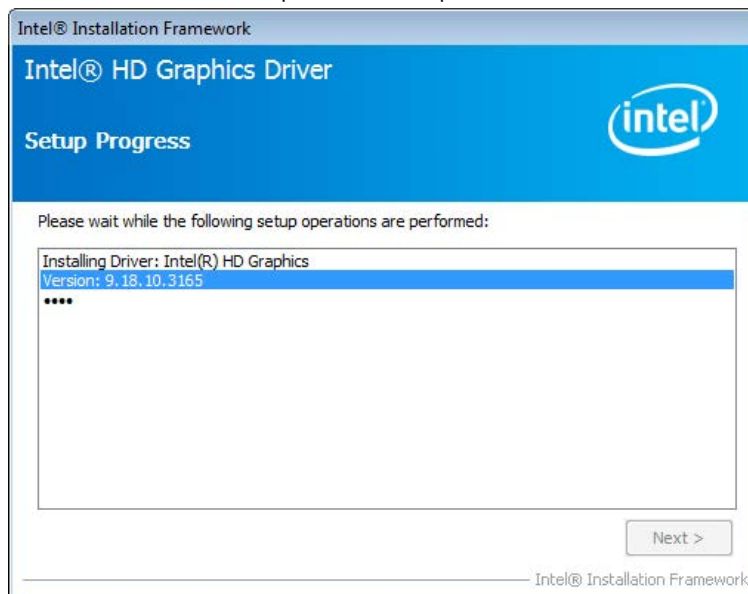 Intel® Installation Framework
Intel® HD Graphics Driver
intel
Setup Progress
Please wait while the following setup operations are performed:
Installing Driver: Intel(R) HD Graphics
Version: 9.18.10.3165
••••
Next >
Intel® Installation Framework